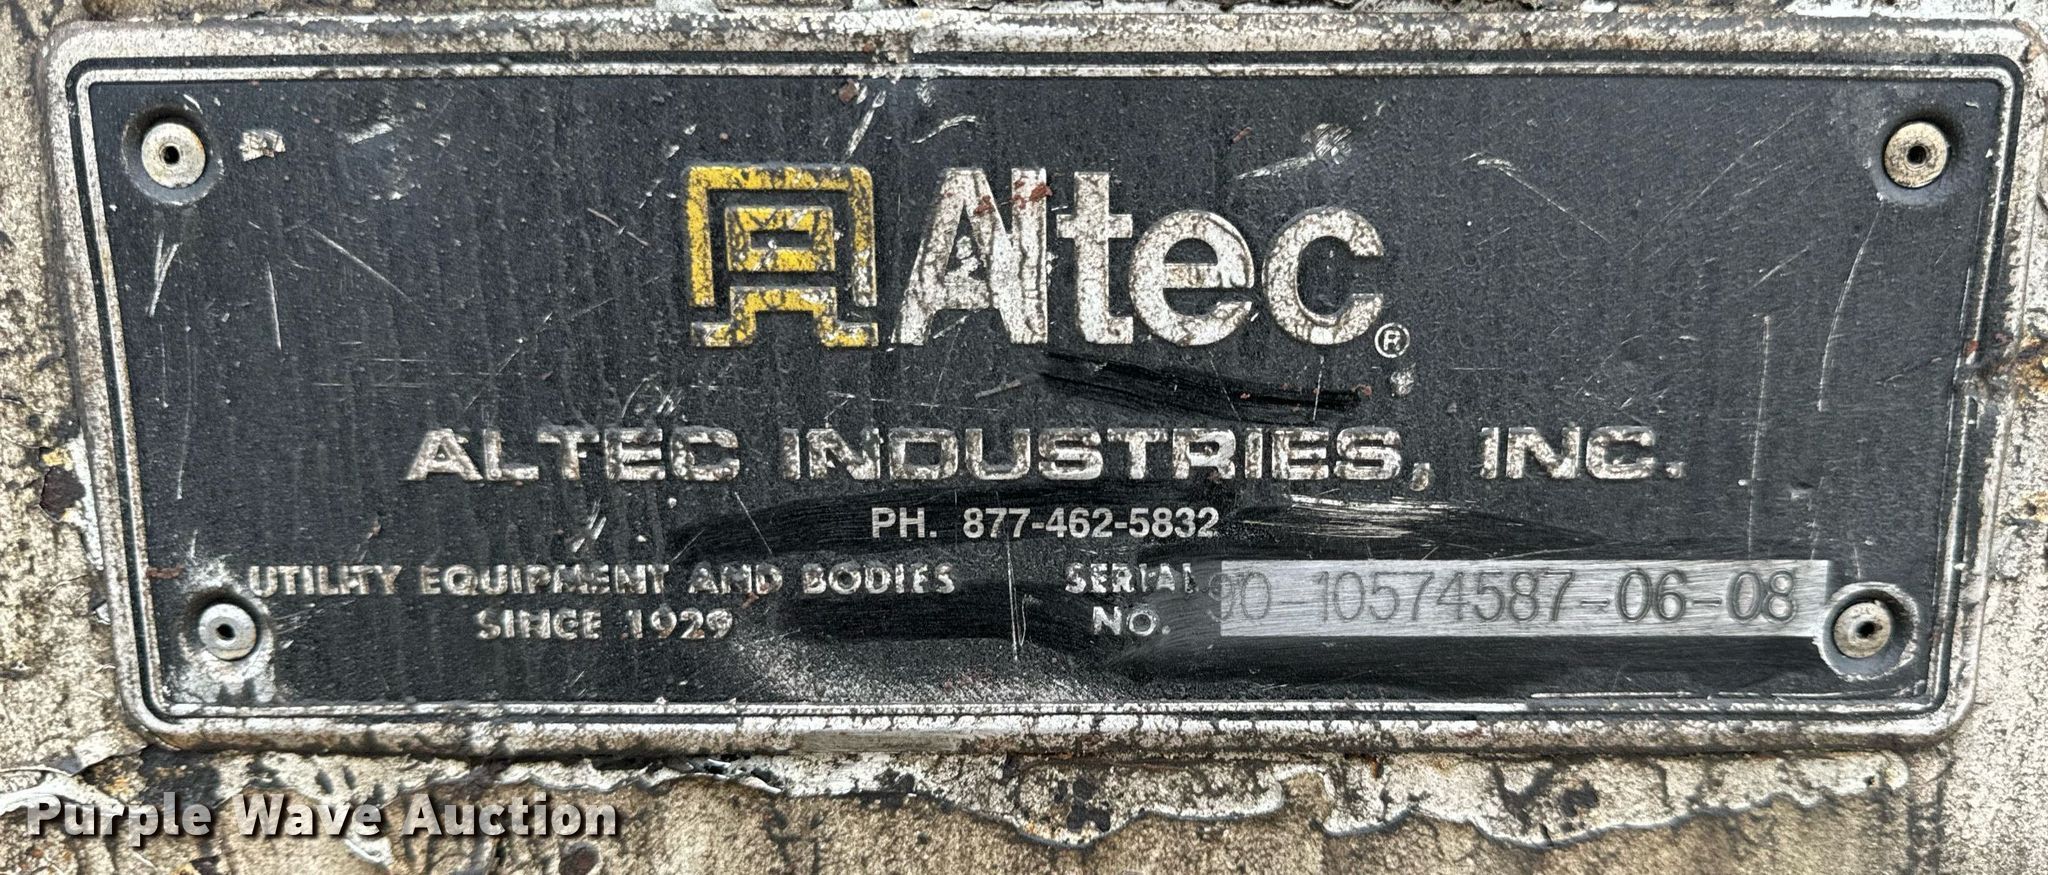 Altec®
ALTEC INDUSTRIES, INC.
PH. 877-462-5832
UTILITY EQUIPMENT AND BODIES
SINCE 1929
SERIAL
NO. 10574587-06-08
Purple Wave Auction